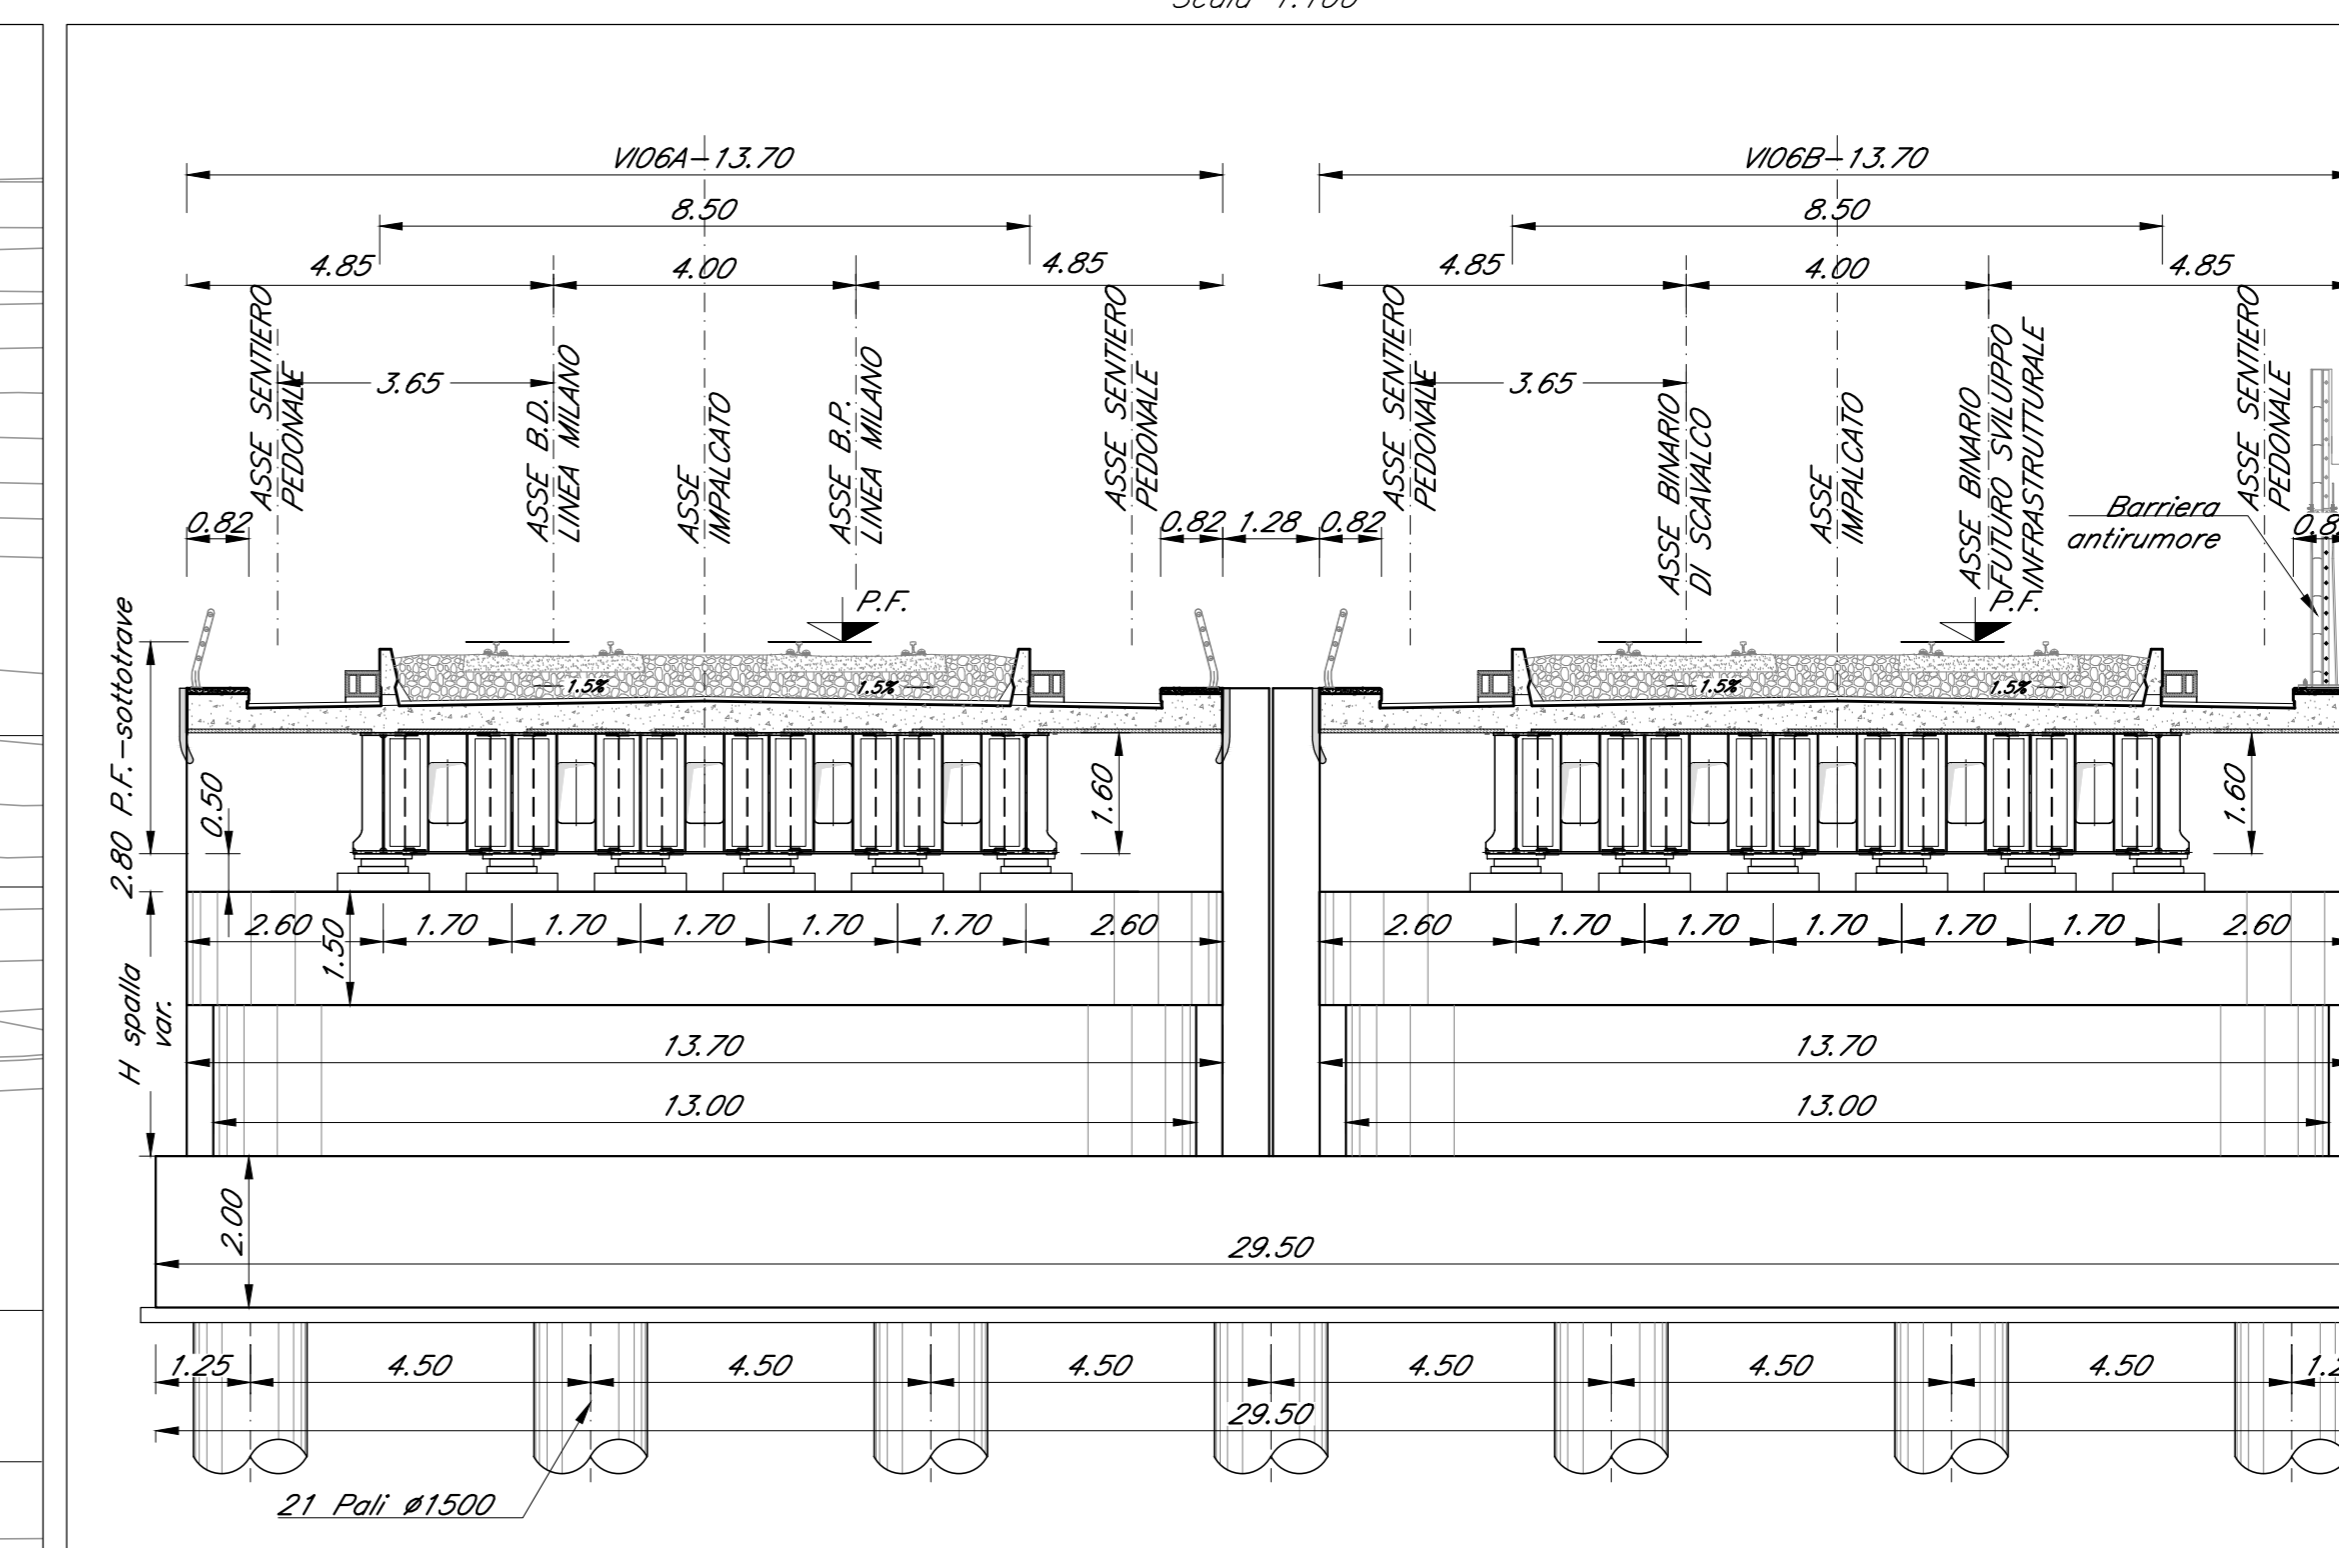 VI06A-13.70
VI06B-13.70
8.50
8.50
4.85
4.00
4.85
4.85
4.00
4.85
ASSE SENTIERO
PEDONALE
3.65
ASSE B.D.
LINEA MILANO
ASSE
IMPALCATO
ASSE B.P.
LINEA MILANO
ASSE SENTIERO
PEDONALE
ASSE SENTIERO
PEDONALE
3.65
ASSE BINARIO
DI SCAVALCO
ASSE
IMPALCATO
ASSE BINARIO
FUTURO SVILUPPO
INFRASTRUTTURALE
ASSE SENTIERO
PEDONALE
Barriera
antirumore
0.82
0.82
1.28
0.82
P.F.
P.F.
1.5%
1.5%
1.5%
1.5%
2.80 P.F.-sottotrave
0.50
1.60
1.60
2.60
1.70
1.70
1.70
1.70
1.70
2.60
2.60
1.70
1.70
1.70
1.70
1.70
2.60
1.50
H spalla
var.
13.70
13.70
13.00
13.00
2.00
29.50
1.25
4.50
4.50
4.50
4.50
4.50
4.50
29.50
21 Pali ø1500